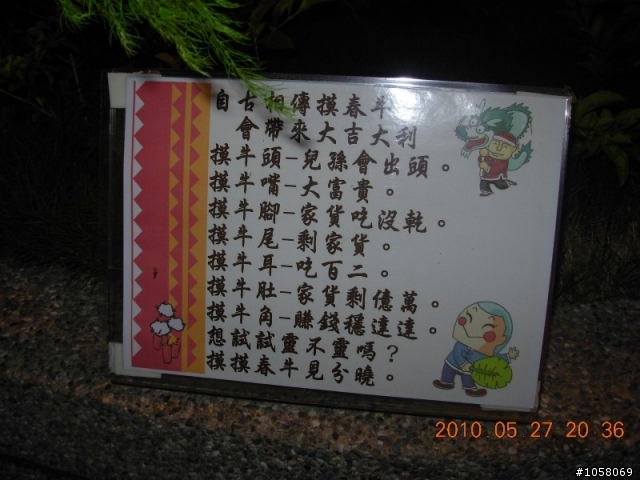 自古相傳摸春牛
會帶來大吉大利
摸牛頭-兒孫會出頭。
摸牛嘴-大富貴。
摸牛腳-家貨吃沒乾。
摸牛尾-剩家貨。
摸牛耳-吃百二。
摸牛肚-家貨剩億萬。
摸牛角-賺錢穩達達。
想試試靈不靈嗎？
摸摸春牛見分曉。
2010 05 27 20 36
#1058069